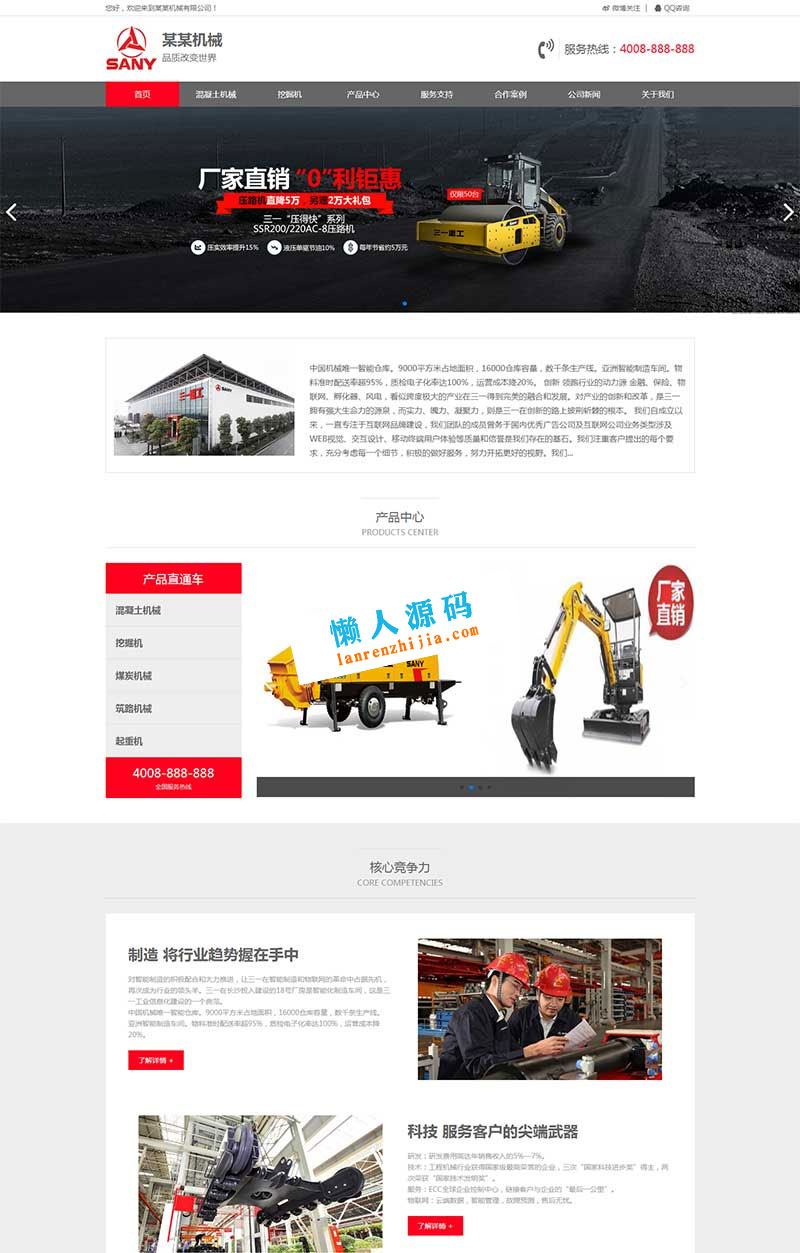 您好，欢迎来到某某机械有限公司！
微博关注 | QQ咨询
SANY
某某机械
品质改变世界
服务热线：4008-888-888
首页 混凝土机械 挖掘机 产品中心 服务支持 合作案例 公司新闻 关于我们
厂家直销 “0”利钜惠
压路机直降5万，另赠2万大礼包
仅限50台
三一“压得快”系列
SSR200/220AC-8压路机
压实效率提升15% 液压单驱节油10% 每年节省约5万元
三一重工
三一重工
SANY
中国机械唯一智能仓库。9000平方米占地面积，16000仓库容量，数千条生产线。亚洲智能制造车间。物
料准时配送率超95%，质检电子化率达100%，运营成本降20%。 创新 领跑行业的动力源 金融、保险、物
联网、孵化器、风电，看似跨度极大的产业在三一得到完美的融合和发展。对产业的创新和改革，是三一
拥有强大生命力的源泉，而实力、魄力、凝聚力，则是三一在创新的路上披荆斩棘的根本。 我们自成立以
来，一直专注于互联网品牌建设，我们团队的成员曾务于国内优秀广告公司及互联网公司业务类型涉及
WEB视觉、交互设计、移动终端用户体验等质量和信誉是我们存在的基石。我们注重客户提出的每个要
求，充分考虑每一个细节，积极的做好服务，努力开拓更好的视野。我们...
产品中心
PRODUCTS CENTER
产品直通车
混凝土机械
挖掘机
煤炭机械
筑路机械
起重机
4008-888-888
全国服务热线
懒人源码
lanrenzhijia.com
SANY
厂家
直销
核心竞争力
CORE COMPETENCIES
制造 将行业趋势握在手中
对智能制造的积极配合和大力推进，让三一在智能制造和物联网的革命中占据先机，
再次成为行业的领头羊。三一在长沙投入建设的18号厂房是智能化制造车间，这是三
一工业信息化建设的一个典范。
中国机械唯一智能仓库。9000平方米占地面积，16000仓库容量，数千条生产线。
亚洲智能制造车间。物料准时配送率超95%，质检电子化率达100%，运营成本降
20%。
了解详情 +
科技 服务客户的尖端武器
研发：研发费用高达年销售收入的5%—7%。
技术：工程机械行业获得国家级最高荣誉的企业，三次“国家科技进步奖”得主，两
次荣获“国家技术发明奖”。
服务：ECC全球企业控制中心，链接客户与企业的“最后一公里”。
物联网：云端数据，智能管理，故障预测，售后无忧。
了解详情 +